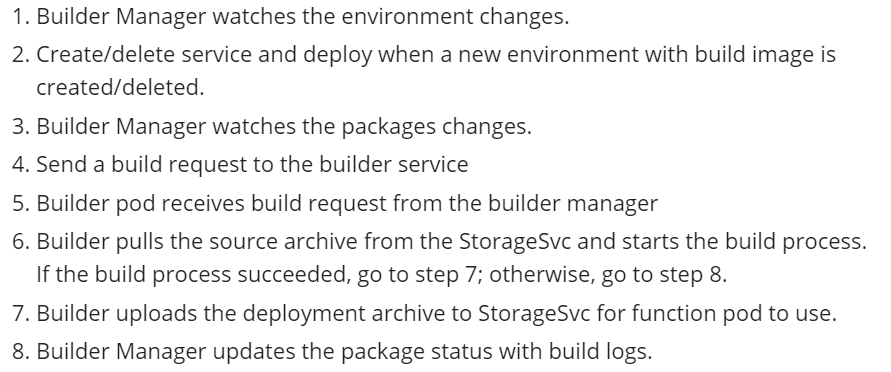 1. Builder Manager watches the environment changes.
2. Create/delete service and deploy when a new environment with build image is
created/deleted.
3. Builder Manager watches the packages changes.
4. Send a build request to the builder service
5. Builder pod receives build request from the builder manager
6. Builder pulls the source archive from the StorageSvc and starts the build process.
If the build process succeeded, go to step 7; otherwise, go to step 8.
7. Builder uploads the deployment archive to StorageSvc for function pod to use.
8. Builder Manager updates the package status with build logs.